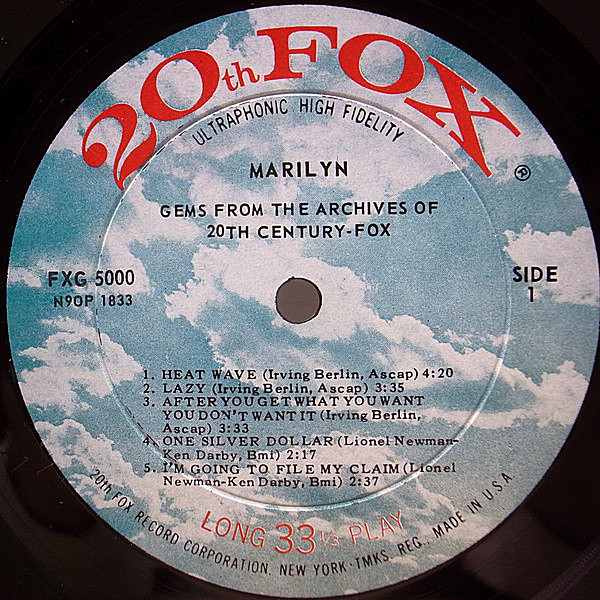 20th FOX
ULTRAPHONIC HIGH FIDELITY
®
MARILYN
GEMS FROM THE ARCHIVES OF
20TH CENTURY-FOX
FXG 5000
N9OP 1833
SIDE
1
1. HEAT WAVE (Irving Berlin, Ascap) 4:20
2. LAZY (Irving Berlin, Ascap) 3:35
3. AFTER YOU GET WHAT YOU WANT
YOU DON'T WANT IT (Irving Berlin,
Ascap) 3:33
4. ONE SILVER DOLLAR (Lionel Newman-
Ken Darby, Bmi) 2:17
5. I'M GOING TO FILE MY CLAIM (Lionel
Newman-Ken Darby, Bmi) 2:37
LONG 33 1/3 PLAY
20th FOX RECORD CORPORATION, NEW YORK · TMKS. REG. MADE IN U.S.A